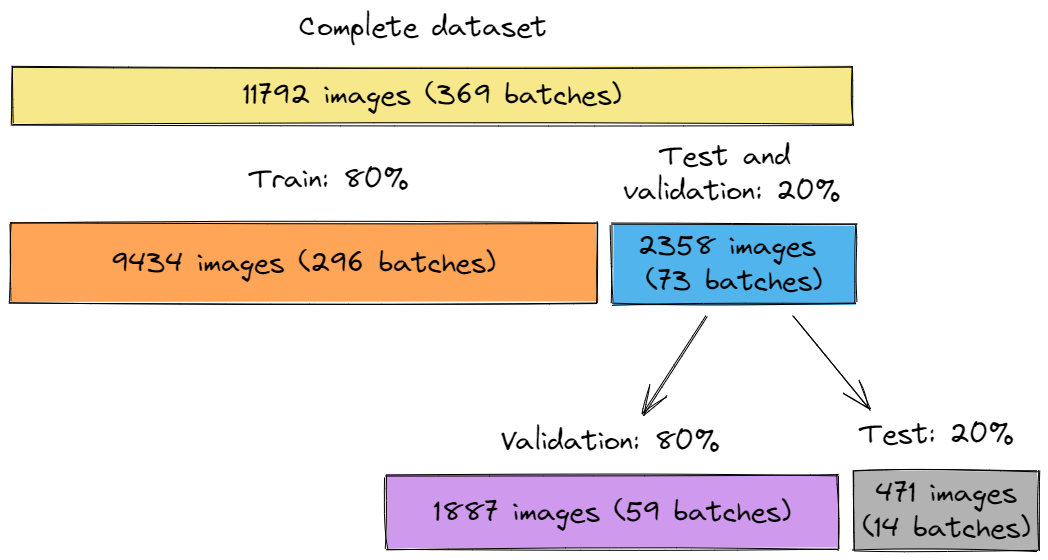 Complete dataset
11792 images (369 batches)
Train: 80%
Test and
validation: 20%
9434 images (296 batches)
2358 images
(73 batches)
Validation: 80%
Test: 20%
1887 images (59 batches)
471 images
(14 batches)